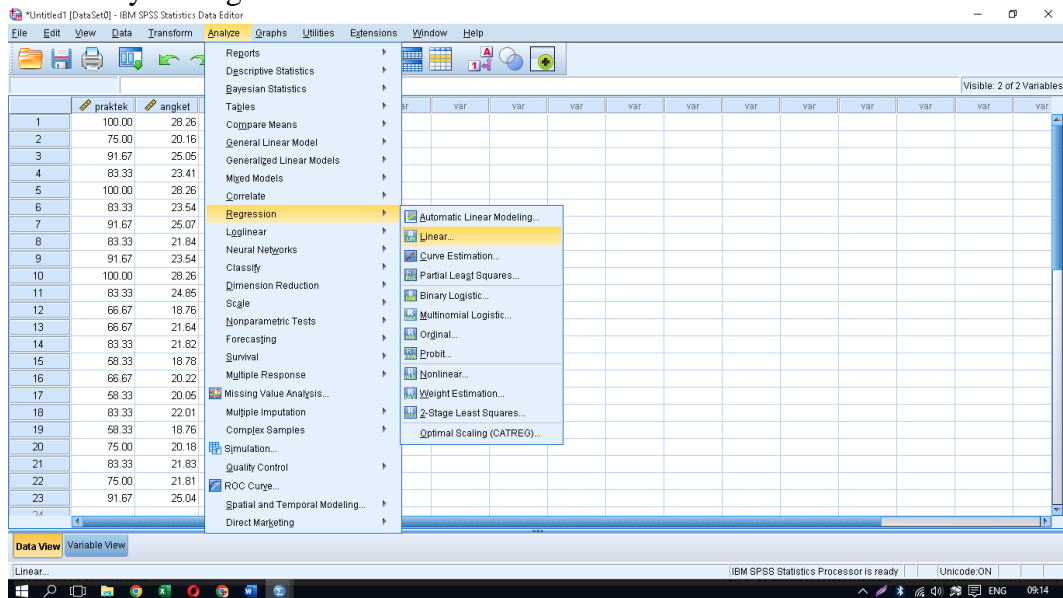 *Untitled1 [DataSet0] - IBM SPSS Statistics Data Editor
File Edit View Data Transform Analyze Graphs Utilities Extensions Window Help
Visible: 2 of 2 Variables
praktek angket var var var var var var var var var var var
1 100.00 28.26
2 75.00 20.16
3 91.67 25.05
4 83.33 23.41
5 100.00 28.26
6 83.33 23.54
7 91.67 25.07
8 83.33 21.84
9 91.67 23.54
10 100.00 28.26
11 83.33 24.85
12 66.67 18.76
13 66.67 21.64
14 83.33 21.82
15 58.33 18.78
16 66.67 20.22
17 58.33 20.05
18 83.33 22.01
19 58.33 18.76
20 75.00 20.18
21 83.33 21.83
22 75.00 21.81
23 91.67 25.04
24
Reports
Descriptive Statistics
Bayesian Statistics
Tables
Compare Means
General Linear Model
Generalized Linear Models
Mixed Models
Correlate
Regression
Loglinear
Neural Networks
Classify
Dimension Reduction
Scale
Nonparametric Tests
Forecasting
Survival
Multiple Response
Missing Value Analysis...
Multiple Imputation
Complex Samples
Simulation...
Quality Control
ROC Curve...
Spatial and Temporal Modeling...
Direct Marketing
Automatic Linear Modeling...
Linear...
Curve Estimation...
Partial Least Squares...
Binary Logistic...
Multinomial Logistic...
Ordinal...
Probit...
Nonlinear...
Weight Estimation...
2-Stage Least Squares...
Optimal Scaling (CATREG)...
Data View Variable View
Linear... IBM SPSS Statistics Processor is ready Unicode:ON
ENG 09:14